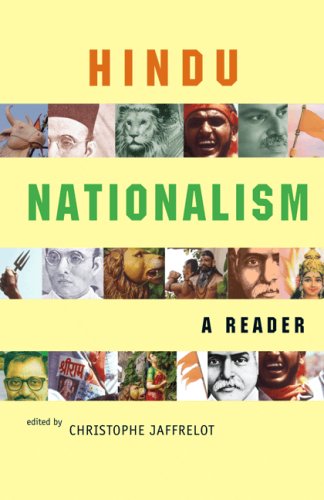 HINDU
NATIONALISM
A READER
श्रीराम
edited by CHRISTOPHE JAFFRELOT